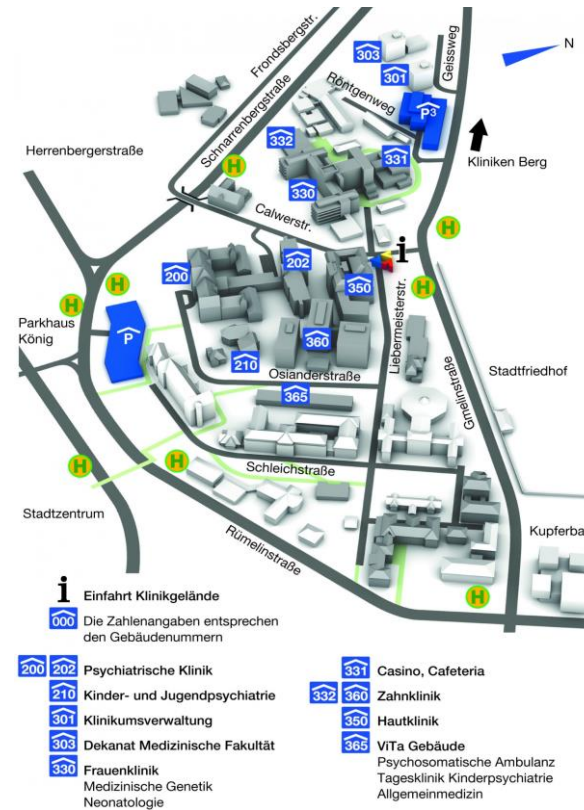 Frondsbergstr.
Schnarrenbergstraße
303
301
Geissweg
N
Röntgenweg
P3
332
331
Kliniken Berg
Herrenbergerstraße
H
330
Calwerstr.
H
i
200
202
350
H
H
H
Liebermeisterstr.
Gmelinstraße
Parkhaus
König
P
360
210
Osianderstraße
Stadtfriedhof
365
H
H
Schleichstraße
Stadtzentrum
Rümelinstraße
Kupferba
H
i Einfahrt Klinikgelände
000 Die Zahlenangaben entsprechen
den Gebäudenummern
200 202 Psychiatrische Klinik
210 Kinder- und Jugendpsychiatrie
301 Klinikumsverwaltung
303 Dekanat Medizinische Fakultät
330 Frauenklinik
Medizinische Genetik
Neonatologie
331 Casino, Cafeteria
332 360 Zahnklinik
350 Hautklinik
365 ViTa Gebäude
Psychosomatische Ambulanz
Tagesklinik Kinderpsychiatrie
Allgemeinmedizin